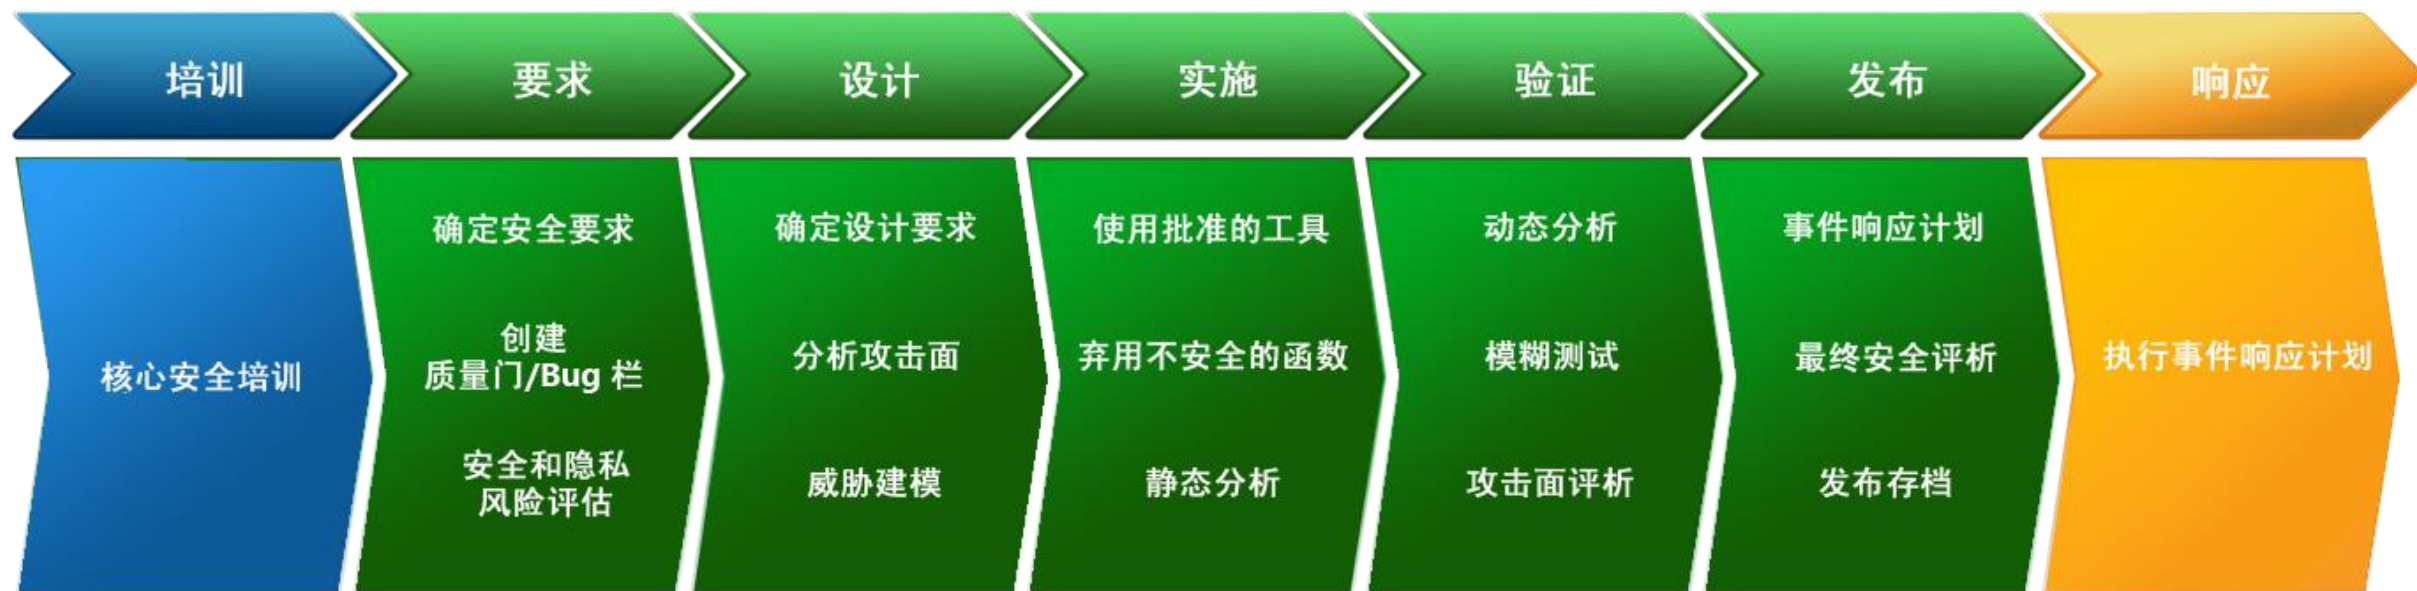 培训
要求
设计
实施
验证
发布
响应
核心安全培训
确定安全要求
创建
质量门/Bug 栏
安全和隐私
风险评估
确定设计要求
分析攻击面
威胁建模
使用批准的工具
弃用不安全的函数
静态分析
动态分析
模糊测试
攻击面评析
事件响应计划
最终安全评析
发布存档
执行事件响应计划